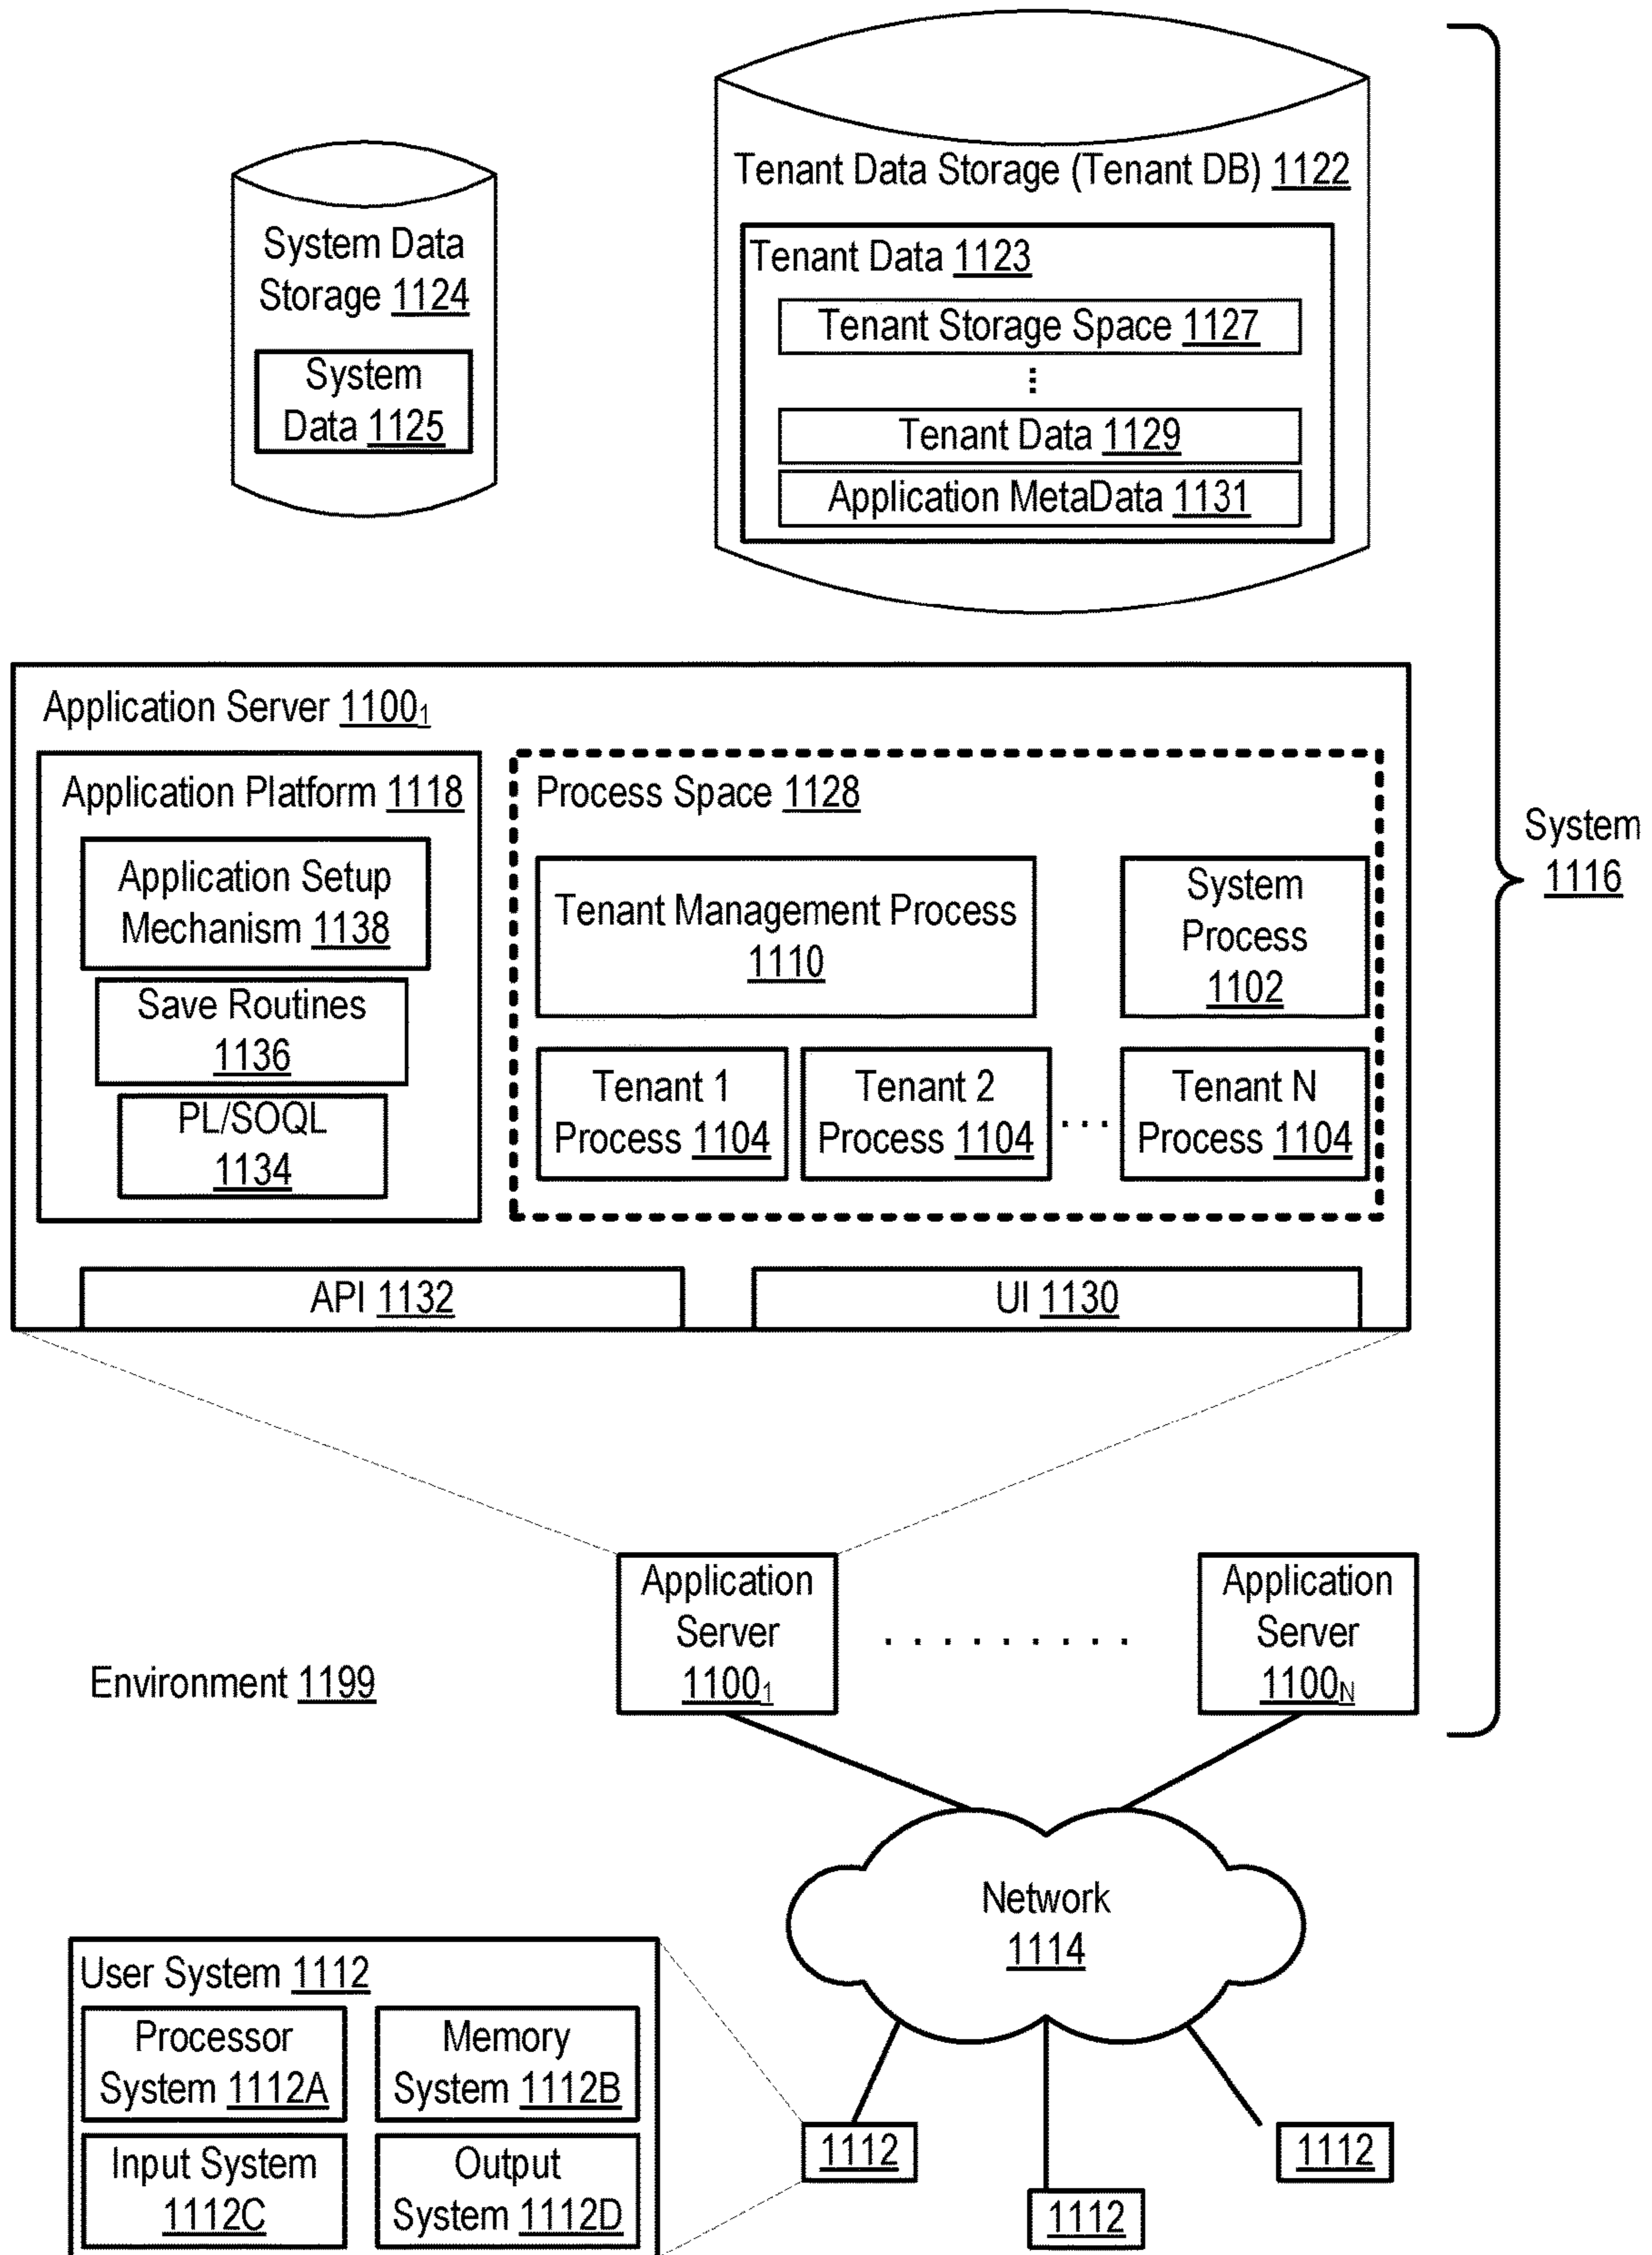 Tenant Data Storage (Tenant DB) 1122
System Data
Storage 1124
System
Data 1125
Tenant Data 1123
Tenant Storage Space 1127
Tenant Data 1129
Application MetaData 1131
System
1116
Application Server 1100₁
Application Platform 1118
Application Setup
Mechanism 1138
Save Routines
1136
PL/SOQL
1134
Process Space 1128
Tenant Management Process
1110
System
Process
1102
Tenant 1
Process 1104
Tenant 2
Process 1104
...
Tenant N
Process 1104
API 1132
UI 1130
Application
Server
1100₁
. . . . . . . . . .
Application
Server
1100N
Environment 1199
Network
1114
User System 1112
Processor
System 1112A
Memory
System 1112B
Input System
1112C
Output
System 1112D
1112
1112
1112